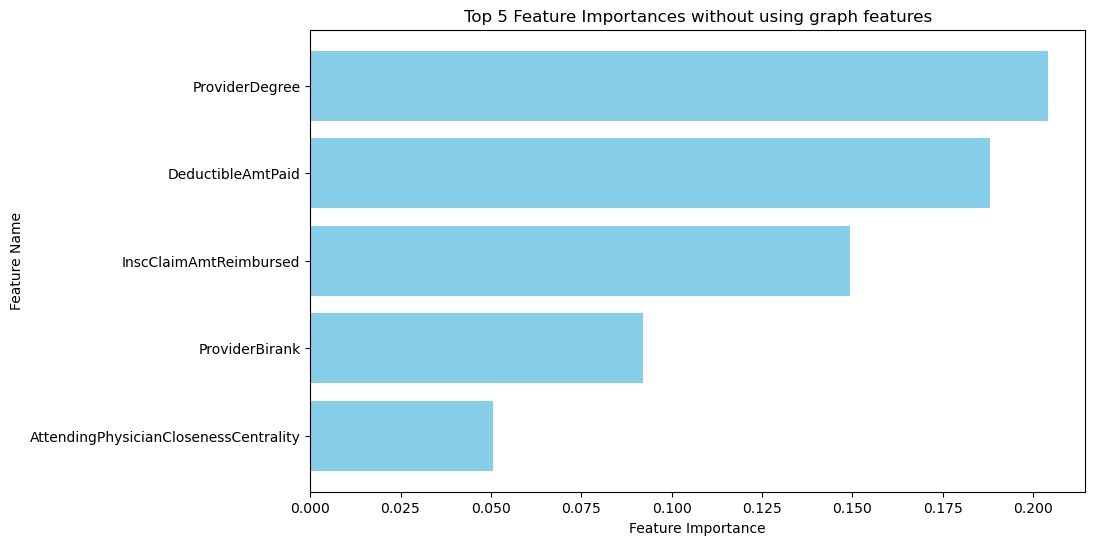 Top 5 Feature Importances without using graph features
Feature Name
ProviderDegree
DeductibleAmtPaid
InscClaimAmtReimbursed
ProviderBirank
AttendingPhysicianClosenessCentrality
0.000 0.025 0.050 0.075 0.100 0.125 0.150 0.175 0.200
Feature Importance